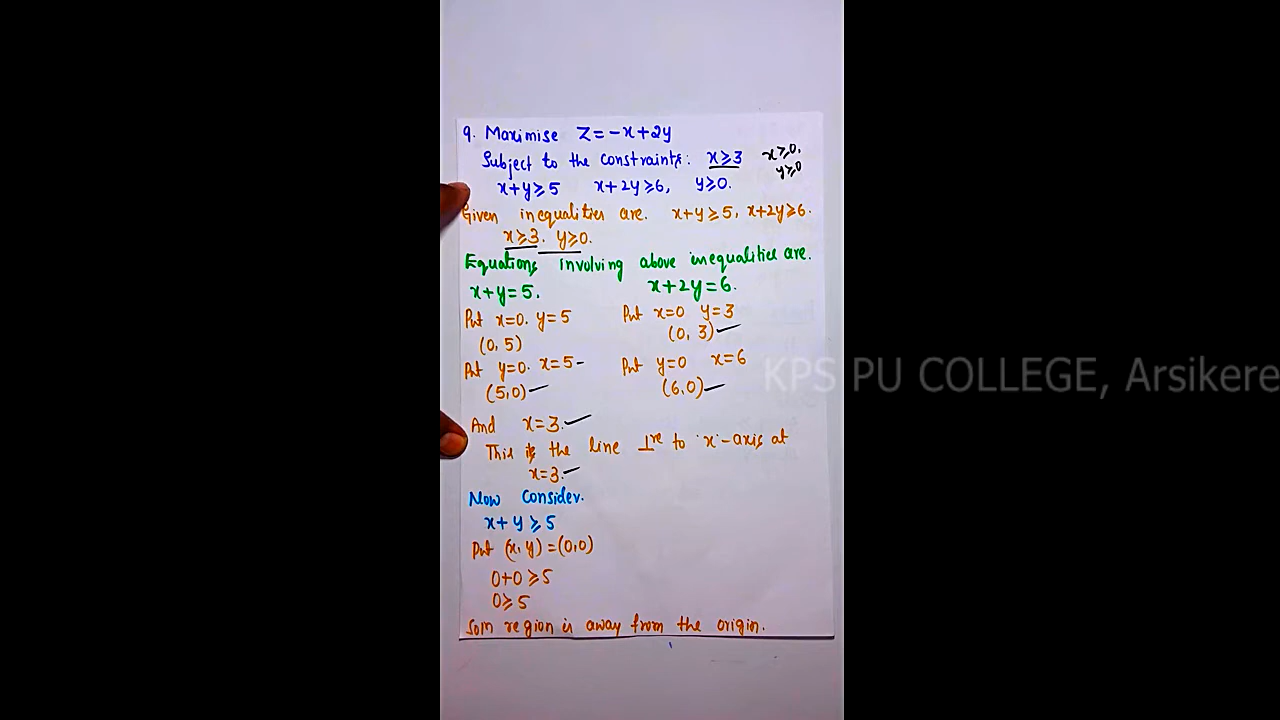 9. Maximise Z=-x+2y
Subject to the constraints: x≥3 x≥0,
y≥0
x+y≥5 x+2y≥6, y≥0.
Given inequalities are. x+y≥5, x+2y≥6.
x≥3. y≥0.
Equations involving above inequalities are.
x+y=5. x+2y=6.
Put x=0. y=5 Put x=0 y=3
(0,5) (0, 3)
Put y=0. x=5 Put y=0 x=6
(5,0) (6,0)
KPS PU COLLEGE, Arsikere
And x=3.
This is the line ⊥re to 'x'-axis at
x=3.
Now Consider.
x+y≥5
Put (x,y)=(0,0)
0+0≥5
0≥5
Soln region is away from the origin.